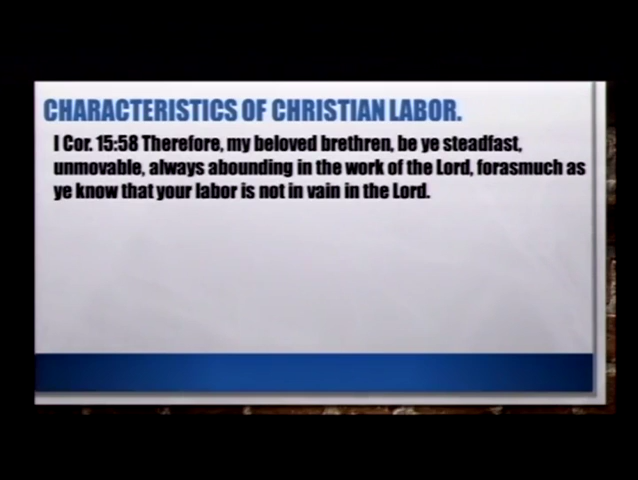 CHARACTERISTICS OF CHRISTIAN LABOR.
I Cor. 15:58 Therefore, my beloved brethren, be ye steadfast,
unmovable, always abounding in the work of the Lord, forasmuch as
ye know that your labor is not in vain in the Lord.